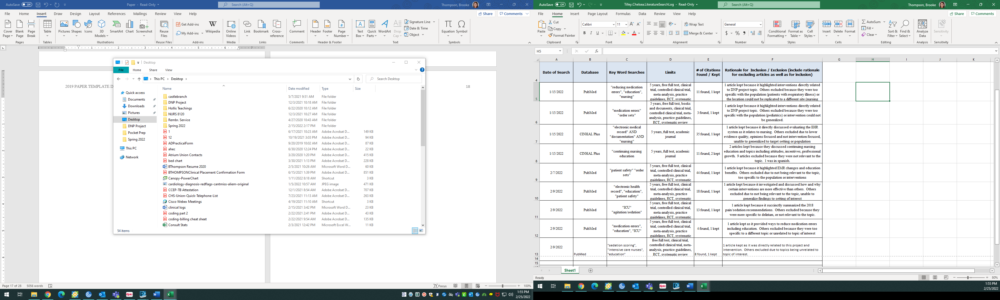 AutoSave Off Paper - Read-Only Search (Alt+Q) Thompson, Brooke
File Home Insert Draw Design Layout References Mailings Review View Help Share Comments
Cover Page Blank Page Page Break Table Pictures Shapes Icons 3D Models SmartArt Chart Screenshot Reuse Files Get Add-ins My Add-ins Wikipedia Online Videos Link Bookmark Cross-reference Comment Header Footer Page Number Text Box Quick Parts WordArt Drop Cap Signature Line Date & Time Object Equation Symbol
Pages Tables Illustrations Reuse Files Add-ins Media Links Comments Header & Footer Text Symbols
2019 PAPER TEMPLATE D
18
Desktop
File Home Share View
This PC Desktop Search Desktop
Quick access
Documents
Downloads
Pictures
Desktop
DNP Project
Pocket Prep
Spring 2022
This PC
Network
Name Date modified Type Size
castlebranch 5/7/2021 9:51 AM File folder
DNP Project 12/3/2021 10:18 AM File folder
Hollis Teachings 6/22/2020 10:12 AM File folder
NURS 8120 12/3/2021 10:27 AM File folder
Rembr. Service 4/27/2020 10:43 AM File folder
Spring 2022 2/15/2022 2:17 PM File folder
1 6/17/2021 10:23 AM Adobe Acrobat D... 149 KB
12 10/19/2021 3:03 PM Adobe Acrobat D... 94 KB
ADPracticalForm 9/20/2019 10:02 AM Adobe Acrobat D... 87 KB
ahec 6/30/2020 12:24 PM Adobe Acrobat D... 22 KB
Atrium Union Contacts 3/20/2020 1:20 PM Adobe Acrobat D... 415 KB
bed chart 3/30/2021 1:13 PM Adobe Acrobat D... 228 KB
BThompson Resume 2020 2/5/2021 10:26 AM Microsoft Word D... 60 KB
BTHOMPSONClinical Placement Confirmation Form 6/15/2021 1:39 PM Adobe Acrobat D... 851 KB
Canopy-PowerChart 1/11/2022 8:18 AM Shortcut 3 KB
cardiology-diagnosis-redflags-cantmiss-aliem-original 1/5/2022 10:57 AM JPEG image 471 KB
CCEP-TB Attestation 12/1/2021 8:54 AM Adobe Acrobat D... 707 KB
CHS-Union-Quick-Telephone-List 7/23/2021 11:13 AM Adobe Acrobat D... 263 KB
Cisco Webex Meetings 4/19/2021 11:10 AM Shortcut 3 KB
clinical logs 2/15/2021 3:42 PM Microsoft Word D... 23 KB
coding part 2 2/22/2021 2:41 PM Adobe Acrobat D... 43 KB
coding-billing cheat sheet 2/22/2021 9:54 AM Adobe Acrobat D... 135 KB
Consult Stats 2/3/2021 12:42 PM Microsoft Excel W... 11 KB
54 items
Page 17 of 28 5056 words Focus 100%
1:55 PM
2/25/2022
AutoSave Off Tilley.Chelsea.LiteratureSearchLog - Read-Only Search (Alt+Q) Thompson, Brooke
File Home Insert Page Layout Formulas Data Review View Help Share Comments
Paste Cut Copy Format Painter Calibri 11 B I U Wrap Text Merge & Center General $ % Conditional Formatting Format as Table Cell Styles Insert Delete Format AutoSum Fill Clear Sort & Filter Find & Select Analyze Data Sensitivity
Clipboard Font Alignment Number Styles Cells Editing Analysis Sensitivity
H5
A B C D E F G H I J K
4 Date of Search Database Key Word Searches Limits # of Citations Found / Kept Rationale for Inclusion / Exclusion (include rationale for excluding articles as well as for inclusion)
5 1/15/2022 PubMed "reducing medication errors", "education", "nursing" 5 years, free full text, clinical trial, controlled clinical trial, meta-analysis, practice guidelines, RCT, systematic 11 found, 1 kept 1 article kept because it highlighted interventions directly related to DNP project topic. Others excluded because they were too specific with the population (patients with respiratory illness) or the location could not be replicated to a different site (nursing
6 1/15/2022 PubMed "medication errors" "order sets" 5 years, free full text, books and documents, clinical trial, controlled clinical trial, meta-analysis, practice guidelines, RCT, systematic review 3 found, 1 kept 1 article kept because it highlighted interventions directly related to DNP project topic. Others excluded because they were too specific with the population (pediatrics) or intervention could not be generalized.
7 1/15/2022 CINHAL Plus "electronic medical record" AND "documentation" AND "nursing" 5 years, full text, academic journal 35 found, 1 kept 1 article kept because it directly discussed evaluating the EHR system as it relates to nursing. Others excluded due to lower evidence quality, opinions focused and not intervention focused, unable to generalized to target setting or population
8 1/15/2022 CINHAL Plus "continuing nursing education 5 years, full text, academic journal 11 found, 2 kept 2 articles kept because they discussed continuing nursing education and topics including attitudes, incentives, professional growth. 9 articles excluded because they were not relevant to the topic. 1 was in spanish.
9 2/7/2022 PubMed "patient safety" "order sets" 5 years, free full text, clinical trial, controlled clinical trial, meta-analysis, practice guidelines, RCT, systematic 44 found, 1 kept 1 article kept because it highlighted EMR changes and education benefits. Others excluded due to not being relevant to the topic, too specific to the population or interventions
10 2/9/2022 PubMed "electronic health record", "education", "patient safety" 5 years, free full text, clinical trial, controlled clinical trial, meta-analysis, practice guidelines, RCT, systematic 18 found, 1 kept 1 article kept because it investigated and discussed how and why certain interventions are more effective than others. Others excluded due to not being relevant to the topic, unable to generalize findings to setting of interest
11 2/9/2022 PubMed "ICU" "agitation/sedation" 5 years, free full text, clinical trial, controlled clinical trial, meta-analysis, practice guidelines, RCT, systematic 13 found, 1 kept 1 article kept because it succinctly summarized the 2018 pain/sedation recommendations. Others excluded because they were more specific to delirium, or not relevant to the topic.
12 2/9/2022 PubMed "medication errors", "education", "ICU" 5 years, free full text, clinical trial, controlled clinical trial, meta-analysis, practice guidelines, RCT, systematic 4 found, 1 kept 1 article kept as it provided ways to reduce medication errors including education. Others excluded because they were too specific to a different topic or unrelated to topic of interest
13 2/9/2022 PubMed "sedation scoring", "intensive care nurses", "education" free full text, clinical trial, controlled clinical trial, meta-analysis, practice guidelines, RCT, systematic review 8 found, 1 kept 1 article kept as it was directly related to this project and intervention. Others excluded due to topics being unrelated to topic of interest.
14
15
Sheet1
Ready 80%
1:55 PM
2/25/2022